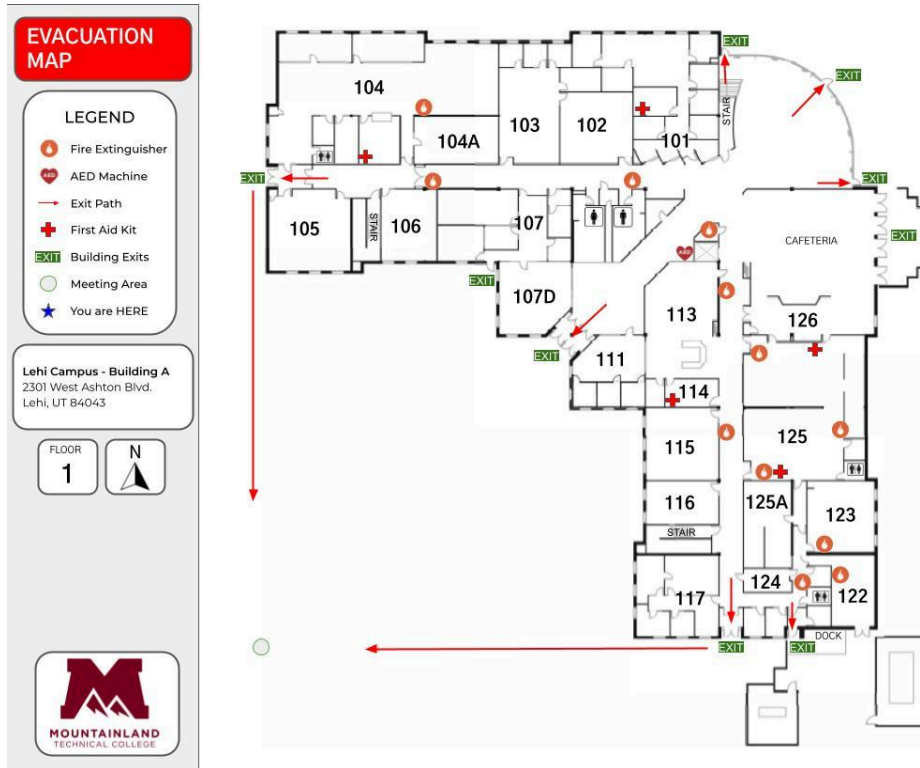 EVACUATION
MAP
LEGEND
Fire Extinguisher
AED
AED Machine
Exit Path
First Aid Kit
EXIT
Building Exits
Meeting Area
You are HERE
Lehi Campus - Building A
2301 West Ashton Blvd.
Lehi, UT 84043
FLOOR
1
N
MOUNTAINLAND
TECHNICAL COLLEGE
EXIT
EXIT
104
STAIR
103
102
104A
101
EXIT
EXIT
105
STAIR
106
107
EXIT
CAFETERIA
AED
EXIT
107D
113
126
EXIT
111
114
115
125
116
125A
123
STAIR
124
117
122
DOCK
EXIT
EXIT